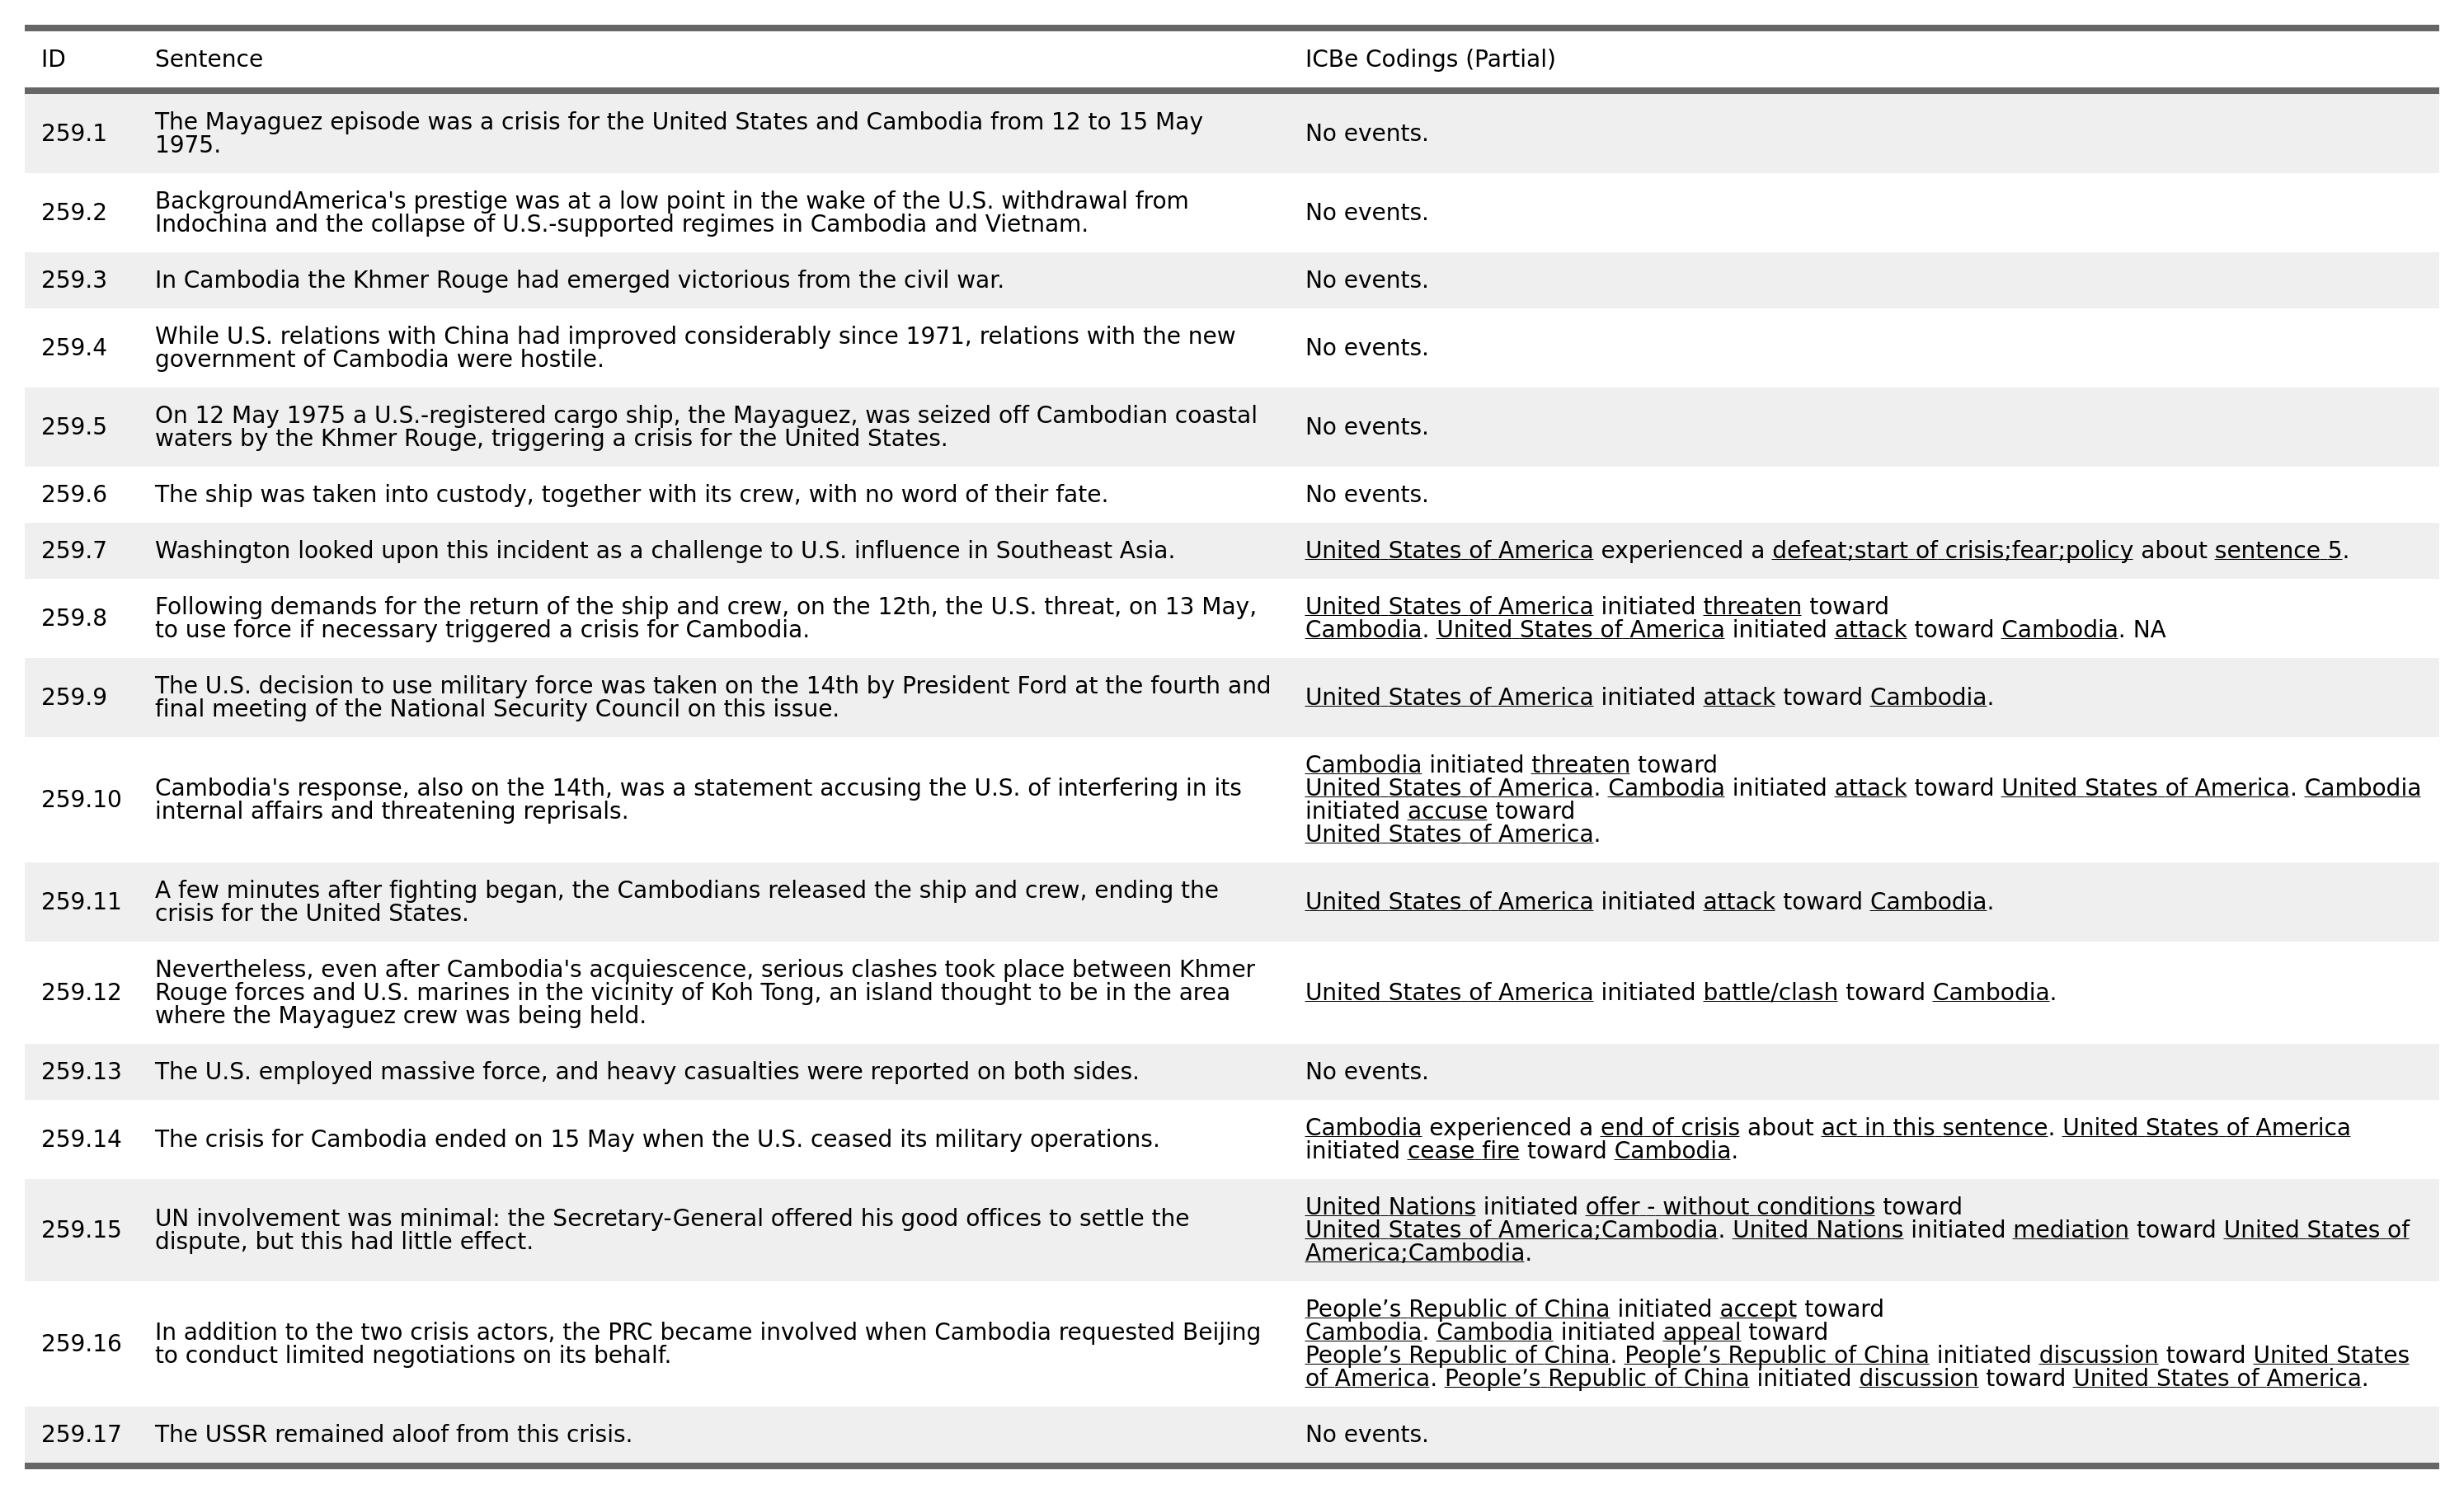 ID Sentence ICBe Codings (Partial)
259.1 The Mayaguez episode was a crisis for the United States and Cambodia from 12 to 15 May
1975. No events.
259.2 BackgroundAmerica's prestige was at a low point in the wake of the U.S. withdrawal from
Indochina and the collapse of U.S.-supported regimes in Cambodia and Vietnam. No events.
259.3 In Cambodia the Khmer Rouge had emerged victorious from the civil war. No events.
259.4 While U.S. relations with China had improved considerably since 1971, relations with the new
government of Cambodia were hostile. No events.
259.5 On 12 May 1975 a U.S.-registered cargo ship, the Mayaguez, was seized off Cambodian coastal
waters by the Khmer Rouge, triggering a crisis for the United States. No events.
259.6 The ship was taken into custody, together with its crew, with no word of their fate. No events.
259.7 Washington looked upon this incident as a challenge to U.S. influence in Southeast Asia. United States of America experienced a defeat;start of crisis;fear;policy about sentence 5.
259.8 Following demands for the return of the ship and crew, on the 12th, the U.S. threat, on 13 May,
to use force if necessary triggered a crisis for Cambodia.
United States of America initiated threaten toward
Cambodia. United States of America initiated attack toward Cambodia. NA
259.9 The U.S. decision to use military force was taken on the 14th by President Ford at the fourth and
final meeting of the National Security Council on this issue.
United States of America initiated attack toward Cambodia.
259.10 Cambodia's response, also on the 14th, was a statement accusing the U.S. of interfering in its
internal affairs and threatening reprisals.
Cambodia initiated threaten toward
United States of America. Cambodia initiated attack toward United States of America. Cambodia
initiated accuse toward
United States of America.
259.11 A few minutes after fighting began, the Cambodians released the ship and crew, ending the
crisis for the United States.
United States of America initiated attack toward Cambodia.
259.12 Nevertheless, even after Cambodia's acquiescence, serious clashes took place between Khmer
Rouge forces and U.S. marines in the vicinity of Koh Tong, an island thought to be in the area
where the Mayaguez crew was being held.
United States of America initiated battle/clash toward Cambodia.
259.13 The U.S. employed massive force, and heavy casualties were reported on both sides. No events.
259.14 The crisis for Cambodia ended on 15 May when the U.S. ceased its military operations.
Cambodia experienced a end of crisis about act in this sentence. United States of America
initiated cease fire toward Cambodia.
259.15 UN involvement was minimal: the Secretary-General offered his good offices to settle the
dispute, but this had little effect.
United Nations initiated offer - without conditions toward
United States of America;Cambodia. United Nations initiated mediation toward United States of
America;Cambodia.
259.16 In addition to the two crisis actors, the PRC became involved when Cambodia requested Beijing
to conduct limited negotiations on its behalf.
People’s Republic of China initiated accept toward
Cambodia. Cambodia initiated appeal toward
People’s Republic of China. People’s Republic of China initiated discussion toward United States
of America. People’s Republic of China initiated discussion toward United States of America.
259.17 The USSR remained aloof from this crisis. No events.